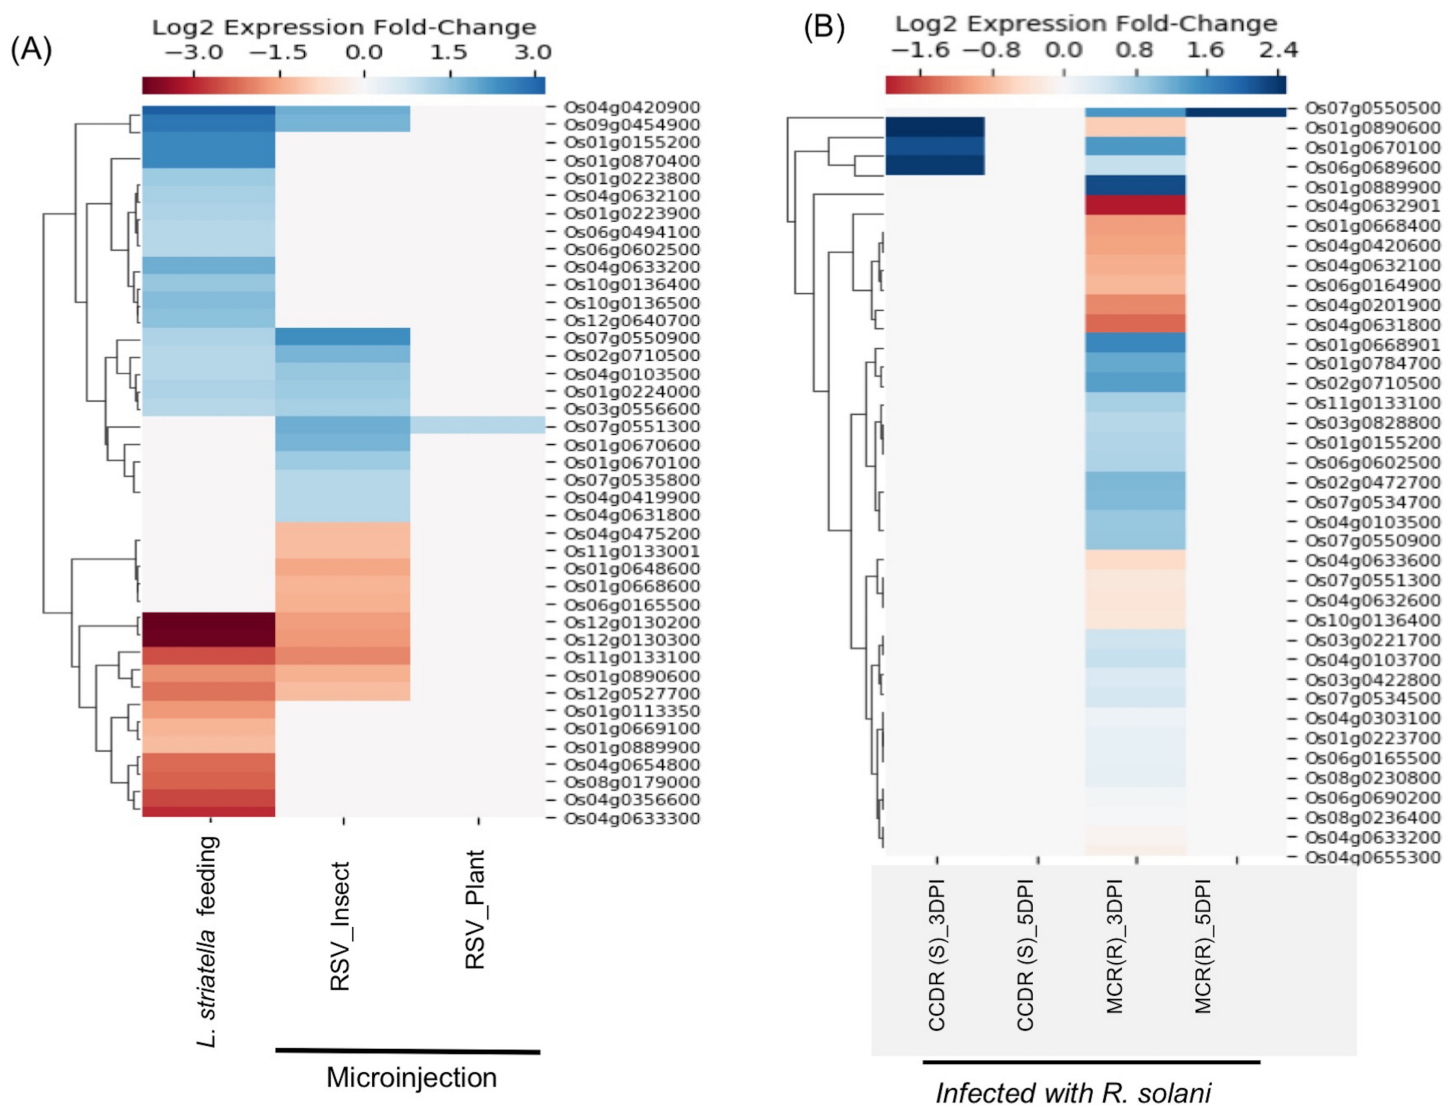 (A)
Log2 Expression Fold-Change
−3.0 −1.5 0.0 1.5 3.0
Os04g0420900
Os09g0454900
Os01g0155200
Os01g0870400
Os01g0223800
Os04g0632100
Os01g0223900
Os06g0494100
Os06g0602500
Os04g0633200
Os10g0136400
Os10g0136500
Os12g0640700
Os07g0550900
Os02g0710500
Os04g0103500
Os01g0224000
Os03g0556600
Os07g0551300
Os01g0670600
Os01g0670100
Os07g0535800
Os04g0419900
Os04g0631800
Os04g0475200
Os11g0133001
Os01g0648600
Os01g0668600
Os06g0165500
Os12g0130200
Os12g0130300
Os11g0133100
Os01g0890600
Os12g0527700
Os01g0113350
Os01g0669100
Os01g0889900
Os04g0654800
Os08g0179000
Os04g0356600
Os04g0633300
L. striatella feeding
RSV_Insect
RSV_Plant
Microinjection
(B)
Log2 Expression Fold-Change
−1.6 −0.8 0.0 0.8 1.6 2.4
Os07g0550500
Os01g0890600
Os01g0670100
Os06g0689600
Os01g0889900
Os04g0632901
Os01g0668400
Os04g0420600
Os04g0632100
Os06g0164900
Os04g0201900
Os04g0631800
Os01g0668901
Os01g0784700
Os02g0710500
Os11g0133100
Os03g0828800
Os01g0155200
Os06g0602500
Os02g0472700
Os07g0534700
Os04g0103500
Os07g0550900
Os04g0633600
Os07g0551300
Os04g0632600
Os10g0136400
Os03g0221700
Os04g0103700
Os03g0422800
Os07g0534500
Os04g0303100
Os01g0223700
Os06g0165500
Os08g0230800
Os06g0690200
Os08g0236400
Os04g0633200
Os04g0655300
CCDR (S)_3DPI
CCDR (S)_5DPI
MCR(R)_3DPI
MCR(R)_5DPI
Infected with R. solani